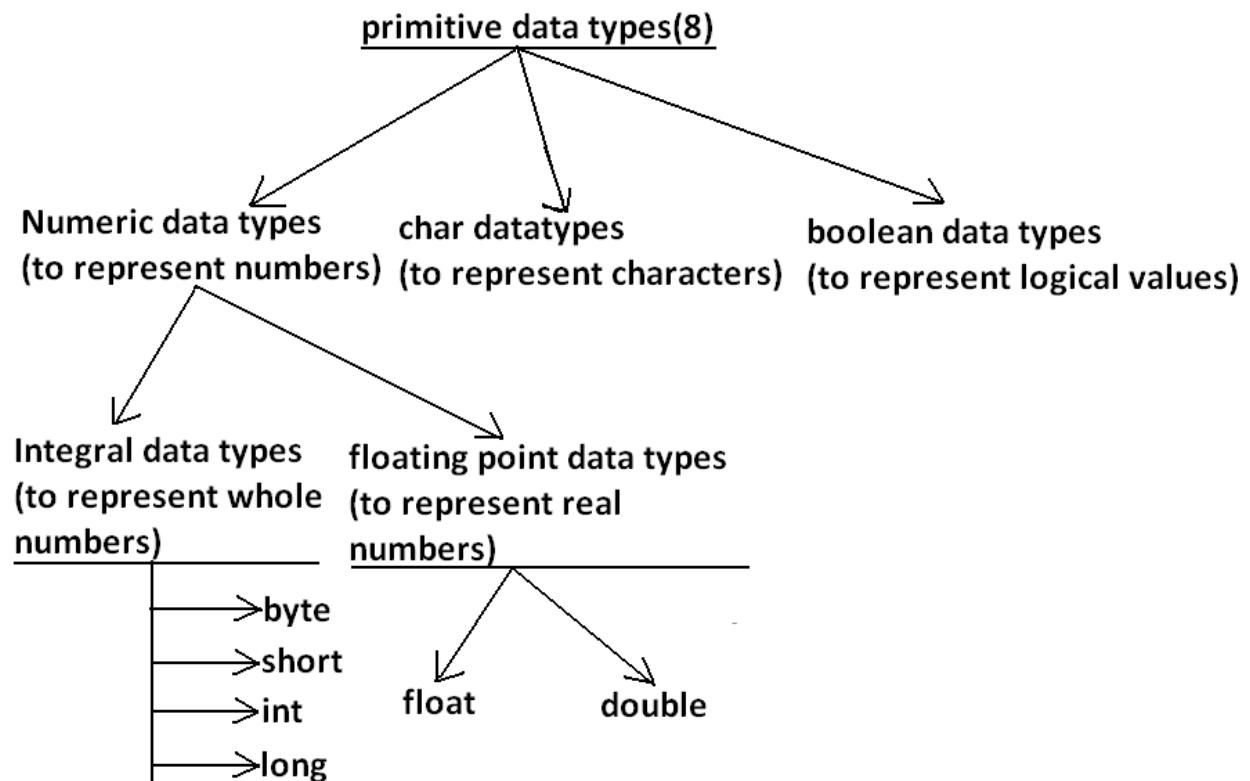 primitive data types(8)
Numeric data types
(to represent numbers)
char datatypes
(to represent characters)
boolean data types
(to represent logical values)
Integral data types
(to represent whole
numbers)
floating point data types
(to represent real
numbers)
byte
short
int
long
float
double